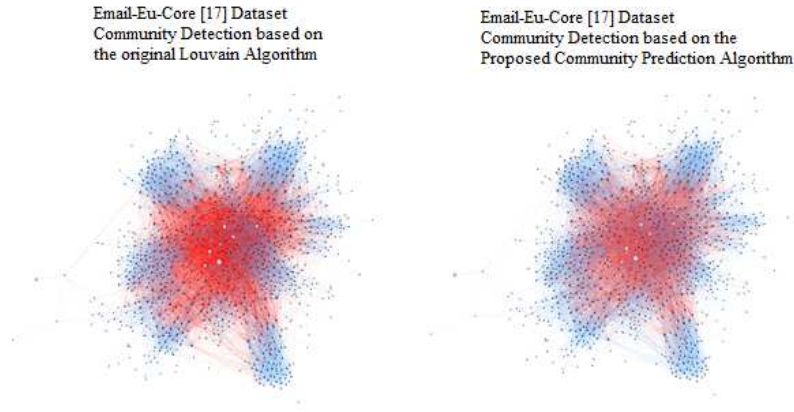 Email-Eu-Core [17] Dataset
Community Detection based on
the original Louvain Algorithm
Email-Eu-Core [17] Dataset
Community Detection based on the
Proposed Community Prediction Algorithm